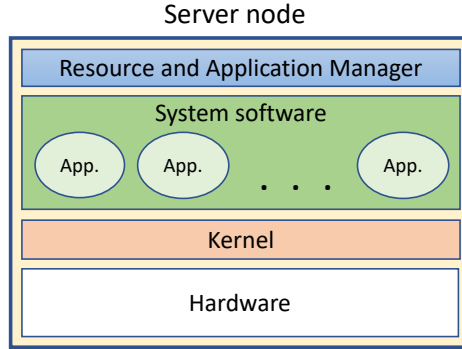 Server node
Resource and Application Manager
System software
App. App. . . . App.
Kernel
Hardware